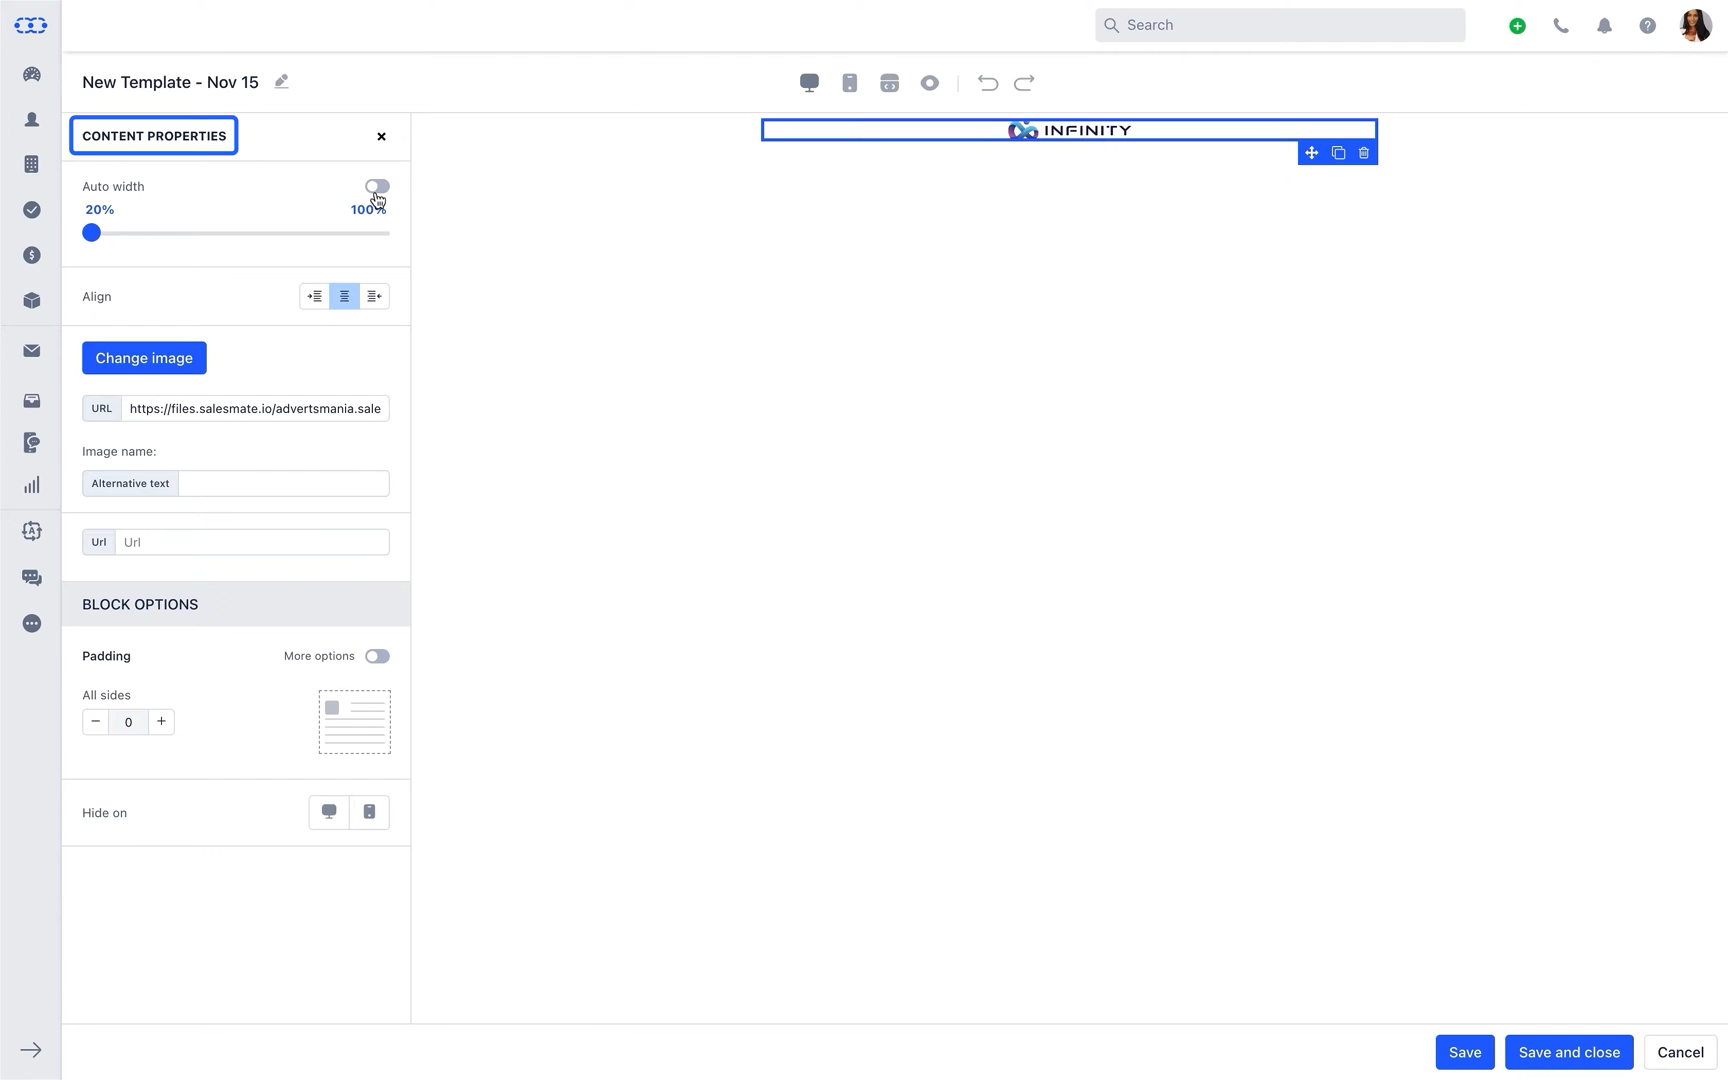 Search
New Template - Nov 15
CONTENT PROPERTIES
INFINITY
Auto width
20%
100%
Align
Change image
URL
https://files.salesmate.io/advertsmania.sale
Image name:
Alternative text
Url
Url
BLOCK OPTIONS
Padding
More options
All sides
0
Hide on
Save
Save and close
Cancel